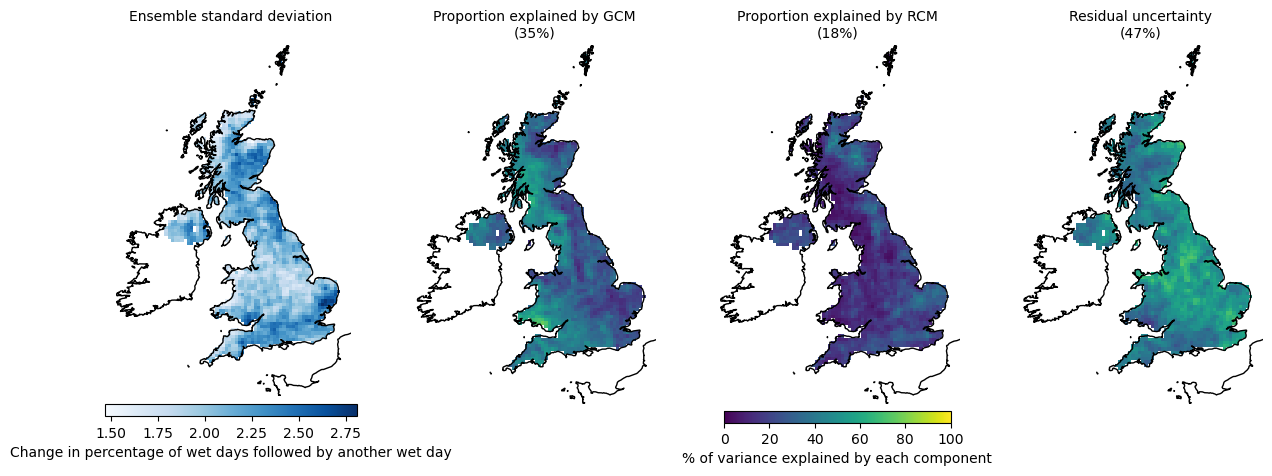 Ensemble standard deviation
Proportion explained by GCM
(35%)
Proportion explained by RCM
(18%)
Residual uncertainty
(47%)
1.50 1.75 2.00 2.25 2.50 2.75
Change in percentage of wet days followed by another wet day
0 20 40 60 80 100
% of variance explained by each component